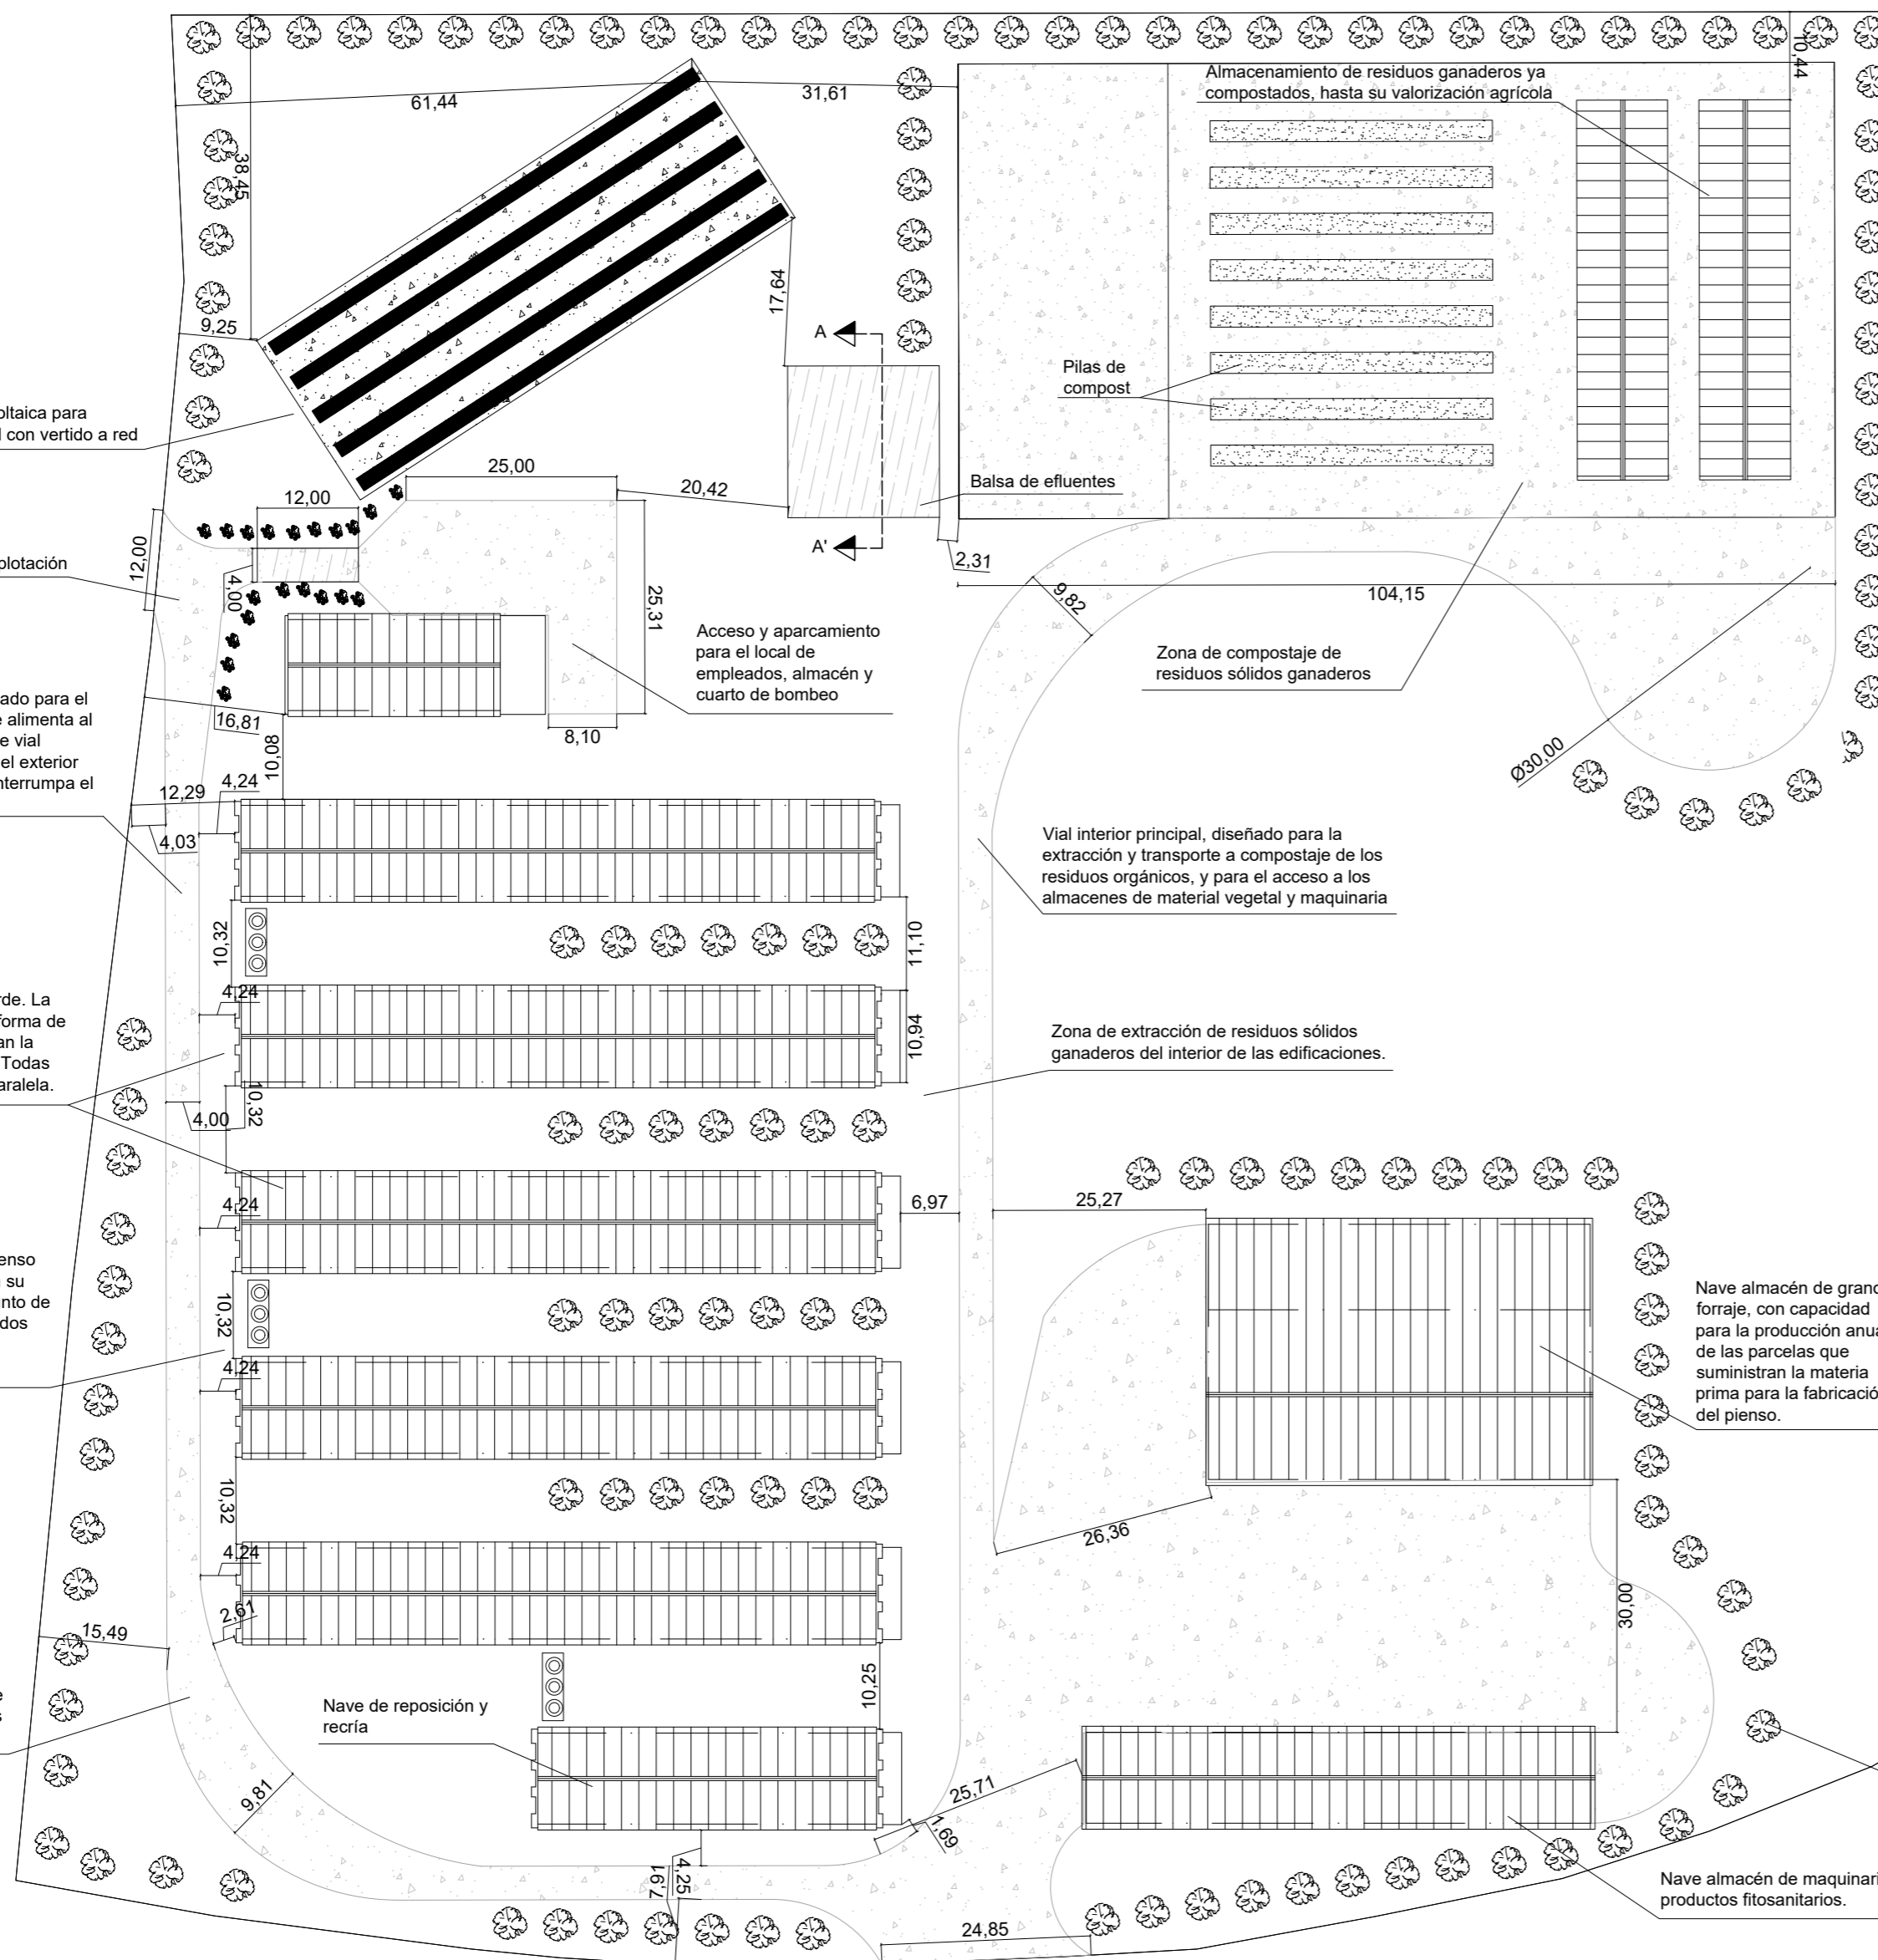 10,44
Almacenamiento de residuos ganaderos ya
compostados, hasta su valorización agrícola
61,44
31,61
38,45
17,64
9,25
A
Pilas de
compost
oltaica para
l con vertido a red
25,00
20,42
Balsa de efluentes
12,00
A'
2,31
12,00
plotación
4,00
9,82
104,15
25,31
Acceso y aparcamiento
para el local de
empleados, almacén y
cuarto de bombeo
Zona de compostaje de
residuos sólidos ganaderos
ado para el
e alimenta al
e vial
el exterior
nterrumpa el
16,81
10,08
8,10
Ø30,00
12,29
4,24
4,03
Vial interior principal, diseñado para la
extracción y transporte a compostaje de los
residuos orgánicos, y para el acceso a los
almacenes de material vegetal y maquinaria
10,32
11,10
4,24
10,94
rde. La
forma de
an la
Todas
aralela.
Zona de extracción de residuos sólidos
ganaderos del interior de las edificaciones.
10,32
4,00
4,24
6,97
25,27
enso
su
unto de
dos
10,32
Nave almacén de grano
forraje, con capacidad
para la producción anua
de las parcelas que
suministran la materia
prima para la fabricació
del pienso.
4,24
10,32
26,36
4,24
30,00
2,61
15,49
10,25
e
s
Nave de reposición y
recría
9,81
25,71
1,69
4,25
7,91
Nave almacén de maquinari
productos fitosanitarios.
24,85